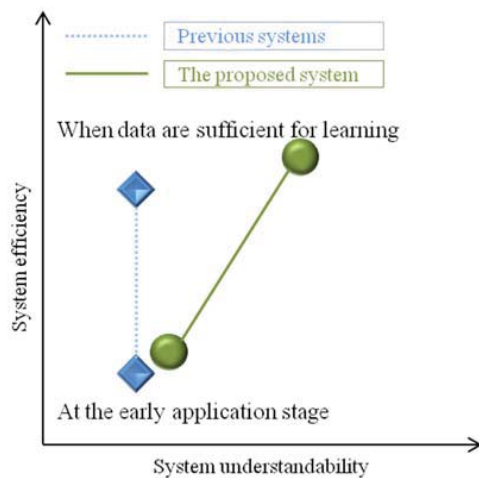 Previous systems
The proposed system
When data are sufficient for learning
System efficiency
At the early application stage
System understandability